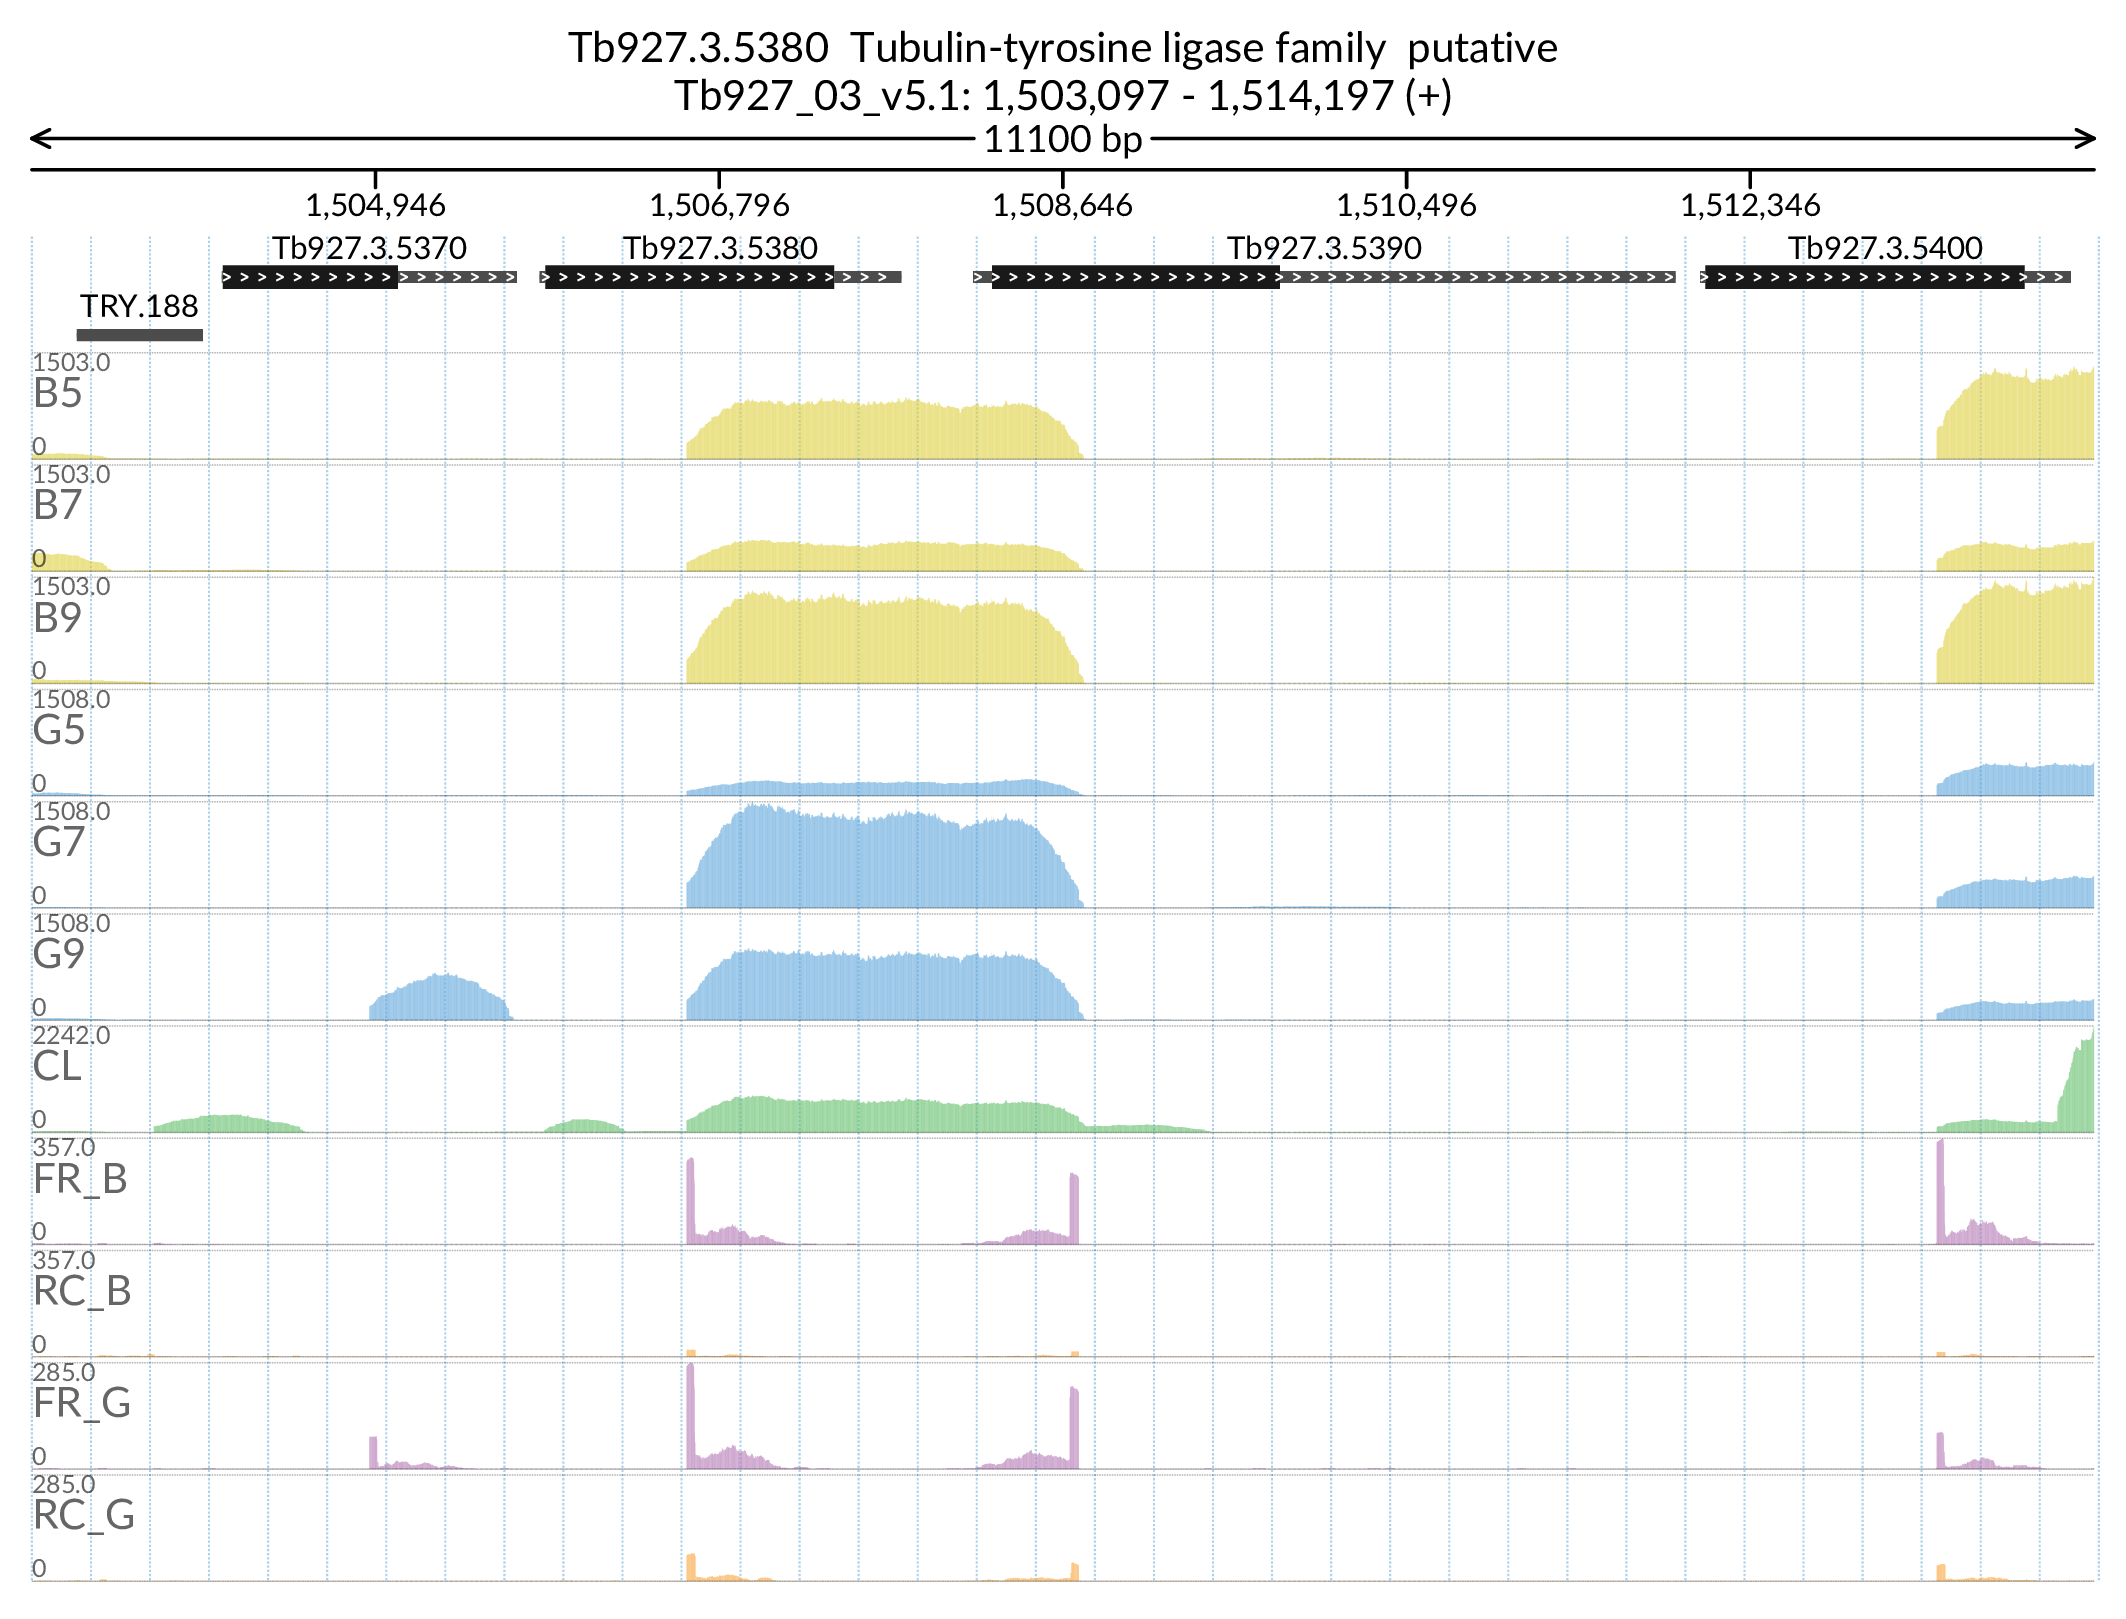 Tb927.3.5380  Tubulin-tyrosine ligase family  putative
Tb927_03_v5.1: 1,503,097 - 1,514,197 (+)
11100 bp
1,504,946 1,506,796 1,508,646 1,510,496 1,512,346
Tb927.3.5370 Tb927.3.5380 Tb927.3.5390 Tb927.3.5400
TRY.188
1503.0
B5
0
1503.0
B7
0
1503.0
B9
0
1508.0
G5
0
1508.0
G7
0
1508.0
G9
0
2242.0
CL
0
357.0
FR_B
0
357.0
RC_B
0
285.0
FR_G
0
285.0
RC_G
0